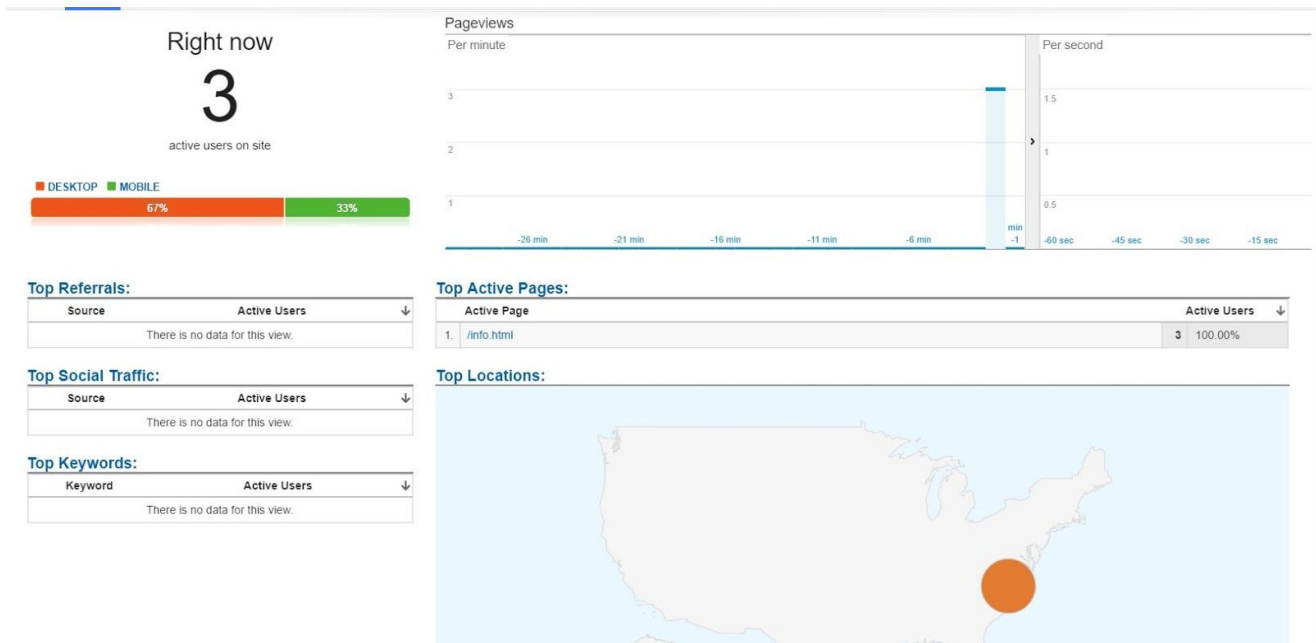 Right now
3
active users on site
DESKTOP MOBILE
67% 33%
Pageviews
Per minute
3
2
1
-26 min -21 min -16 min -11 min -6 min min -1
Per second
1.5
1
0.5
-60 sec -45 sec -30 sec -15 sec
Top Referrals:
Source Active Users
There is no data for this view.
Top Active Pages:
Active Page Active Users
1. /info.html 3 100.00%
Top Social Traffic:
Source Active Users
There is no data for this view.
Top Keywords:
Keyword Active Users
There is no data for this view.
Top Locations: